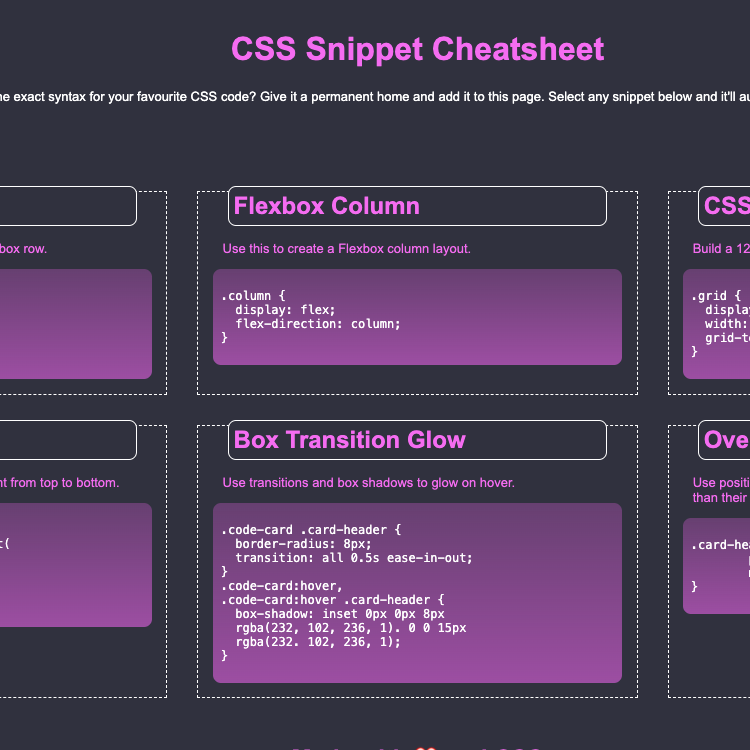 CSS Snippet Cheatsheet
exact syntax for your favourite CSS code? Give it a permanent home and add it to this page. Select any snippet below and it'll
Flexbox Column
CSS
box row.
Use this to create a Flexbox column layout.
Build a 12
.column {
  display: flex;
  flex-direction: column;
}
.grid {
  display
  width:
  grid-te
}
Box Transition Glow
Ove
from top to bottom.
Use transitions and box shadows to glow on hover.
Use positi
than their
t(
.code-card .card-header {
  border-radius: 8px;
  transition: all 0.5s ease-in-out;
}
.code-card:hover,
.code-card:hover .card-header {
  box-shadow: inset 0px 0px 8px
  rgba(232, 102, 236, 1). 0 0 15px
  rgba(232. 102, 236, 1);
}
.card-hea
}